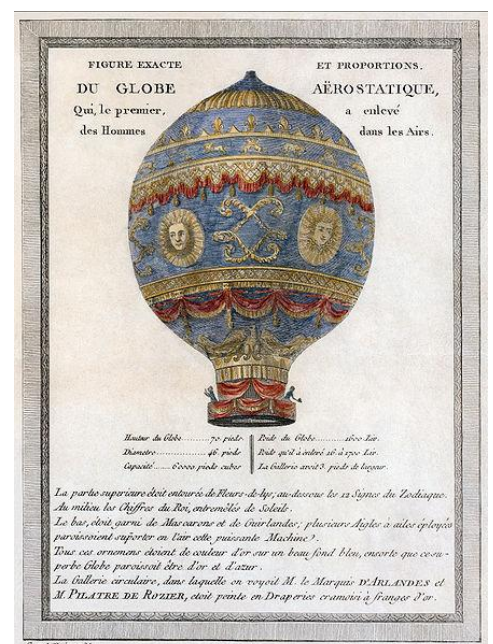 FIGURE EXACTE ET PROPORTIONS.
DU GLOBE AËROSTATIQUE,
Qui, le premier, a enlevé
des Hommes dans les Airs.
Hauteur du Globe.........70 pieds. Poids du Globe.........1600 Liv.
Diametre.................46 pieds. Poids qu'il à enlevé 16 à 1700 Liv.
Capacité......60000 pieds cubes La Gallerie avoit 3. pieds de largeur.
La partie superieure étoit entourée de Fleurs-de-lys; au-dessous les 12 Signes du Zodiaque.
Au milieu les Chiffres du Roi, entremêlés de Soleils.
Le bas, étoit garni de Mascarons et de Guirlandes; plusieurs Aigles à ailes éployées
paroissoient suporter en l'air cette puissante Machine.
Tous ces ornemens étoient de couleur d'or sur un beau fond bleu, ensorte que ce su-
perbe Globe paroissoit être d'or et d'azur.
La Gallerie circulaire, dans laquelle on voyoit M. le Marquis D'ARLANDES et
M. PILATRE DE ROZIER, etoit peinte en Draperies cramoisi à franges d'or.